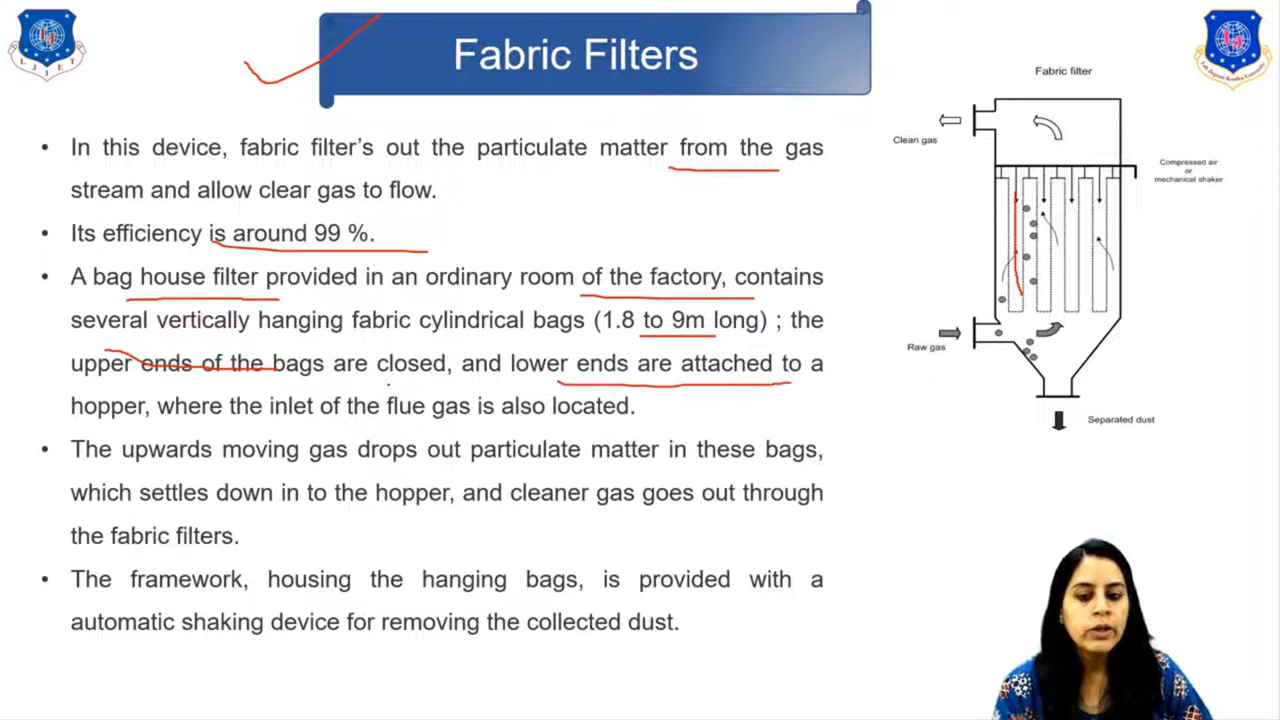 Fabric Filters
LJIET
• In this device, fabric filter's out the particulate matter from the gas
stream and allow clear gas to flow.
• Its efficiency is around 99 %.
• A bag house filter provided in an ordinary room of the factory, contains
several vertically hanging fabric cylindrical bags (1.8 to 9m long) ; the
upper ends of the bags are closed, and lower ends are attached to a
hopper, where the inlet of the flue gas is also located.
• The upwards moving gas drops out particulate matter in these bags,
which settles down in to the hopper, and cleaner gas goes out through
the fabric filters.
• The framework, housing the hanging bags, is provided with a
automatic shaking device for removing the collected dust.
Fabric filter
Clean gas
Compressed air
or
mechanical shaker
Raw gas
Separated dust